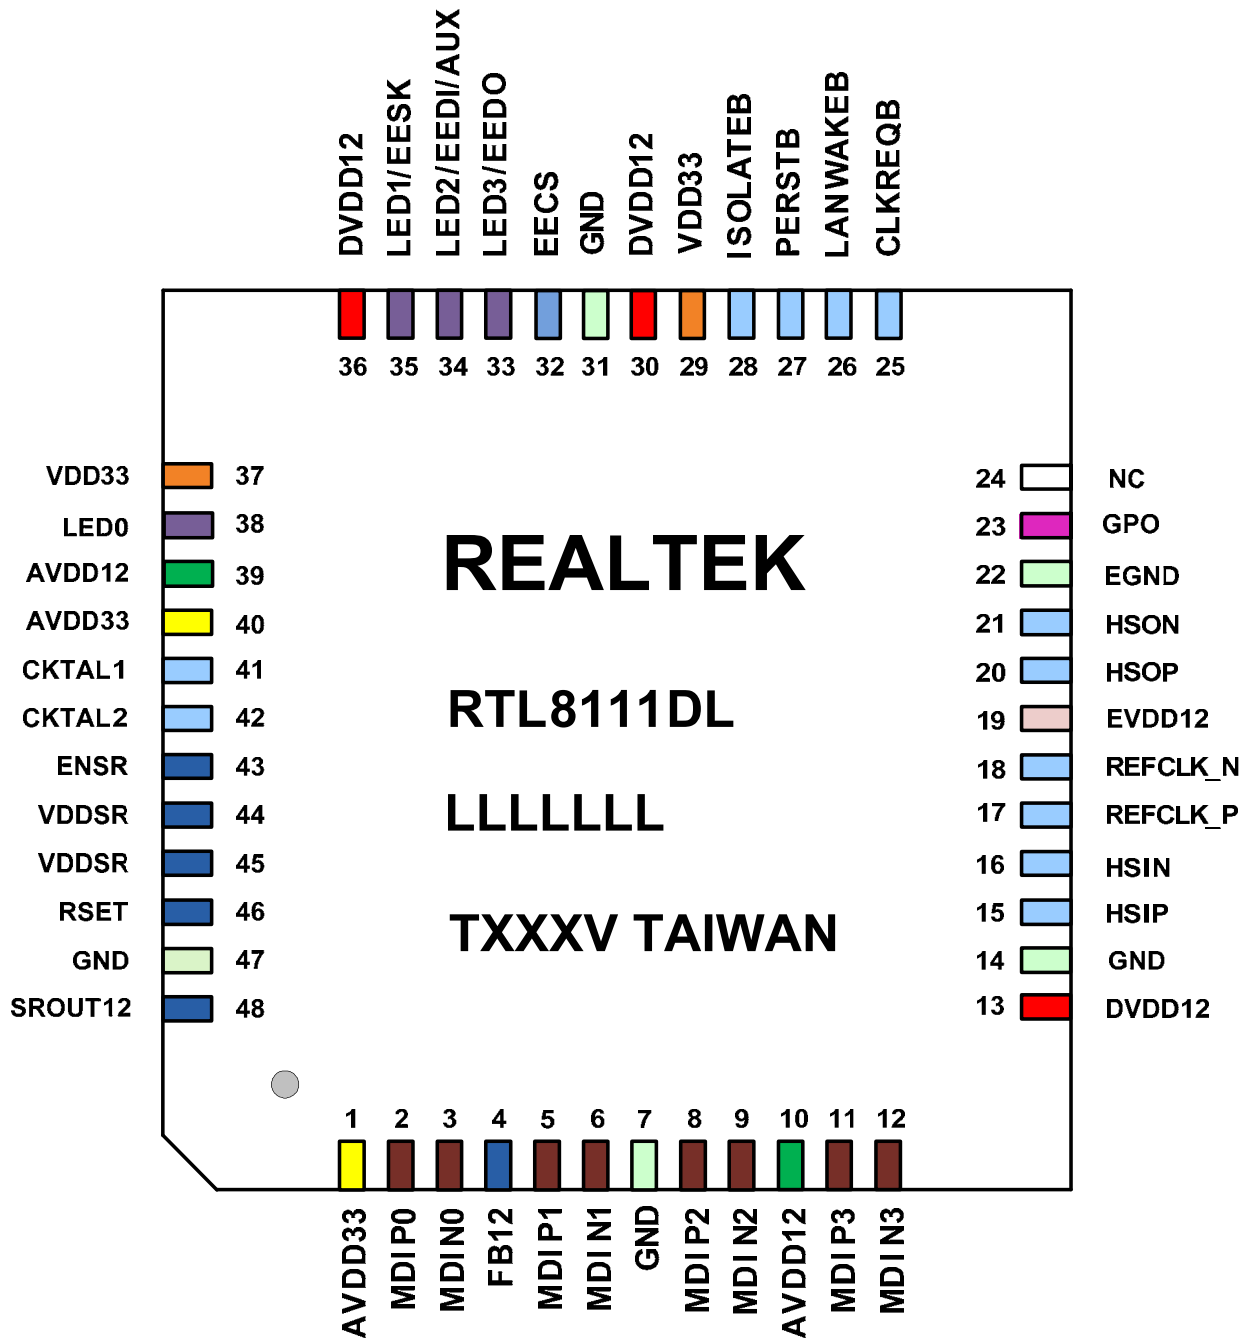 DVDD12
LED1/EESK
LED2/EEDI/AUX
LED3/EEDO
EECS
GND
DVDD12
VDD33
ISOLATEB
PERSTB
LANWAKEB
CLKREQB
36 35 34 33 32 31 30 29 28 27 26 25
VDD33 37
LED0 38
AVDD12 39
AVDD33 40
CKTAL1 41
CKTAL2 42
ENSR 43
VDDSR 44
VDDSR 45
RSET 46
GND 47
SROUT12 48
REALTEK
RTL8111DL
LLLLLLL
TXXXV TAIWAN
24 NC
23 GPO
22 EGND
21 HSON
20 HSOP
19 EVDD12
18 REFCLK_N
17 REFCLK_P
16 HSIN
15 HSIP
14 GND
13 DVDD12
1 2 3 4 5 6 7 8 9 10 11 12
AVDD33
MDIP0
MDIN0
FB12
MDIP1
MDIN1
GND
MDIP2
MDIN2
AVDD12
MDIP3
MDIN3